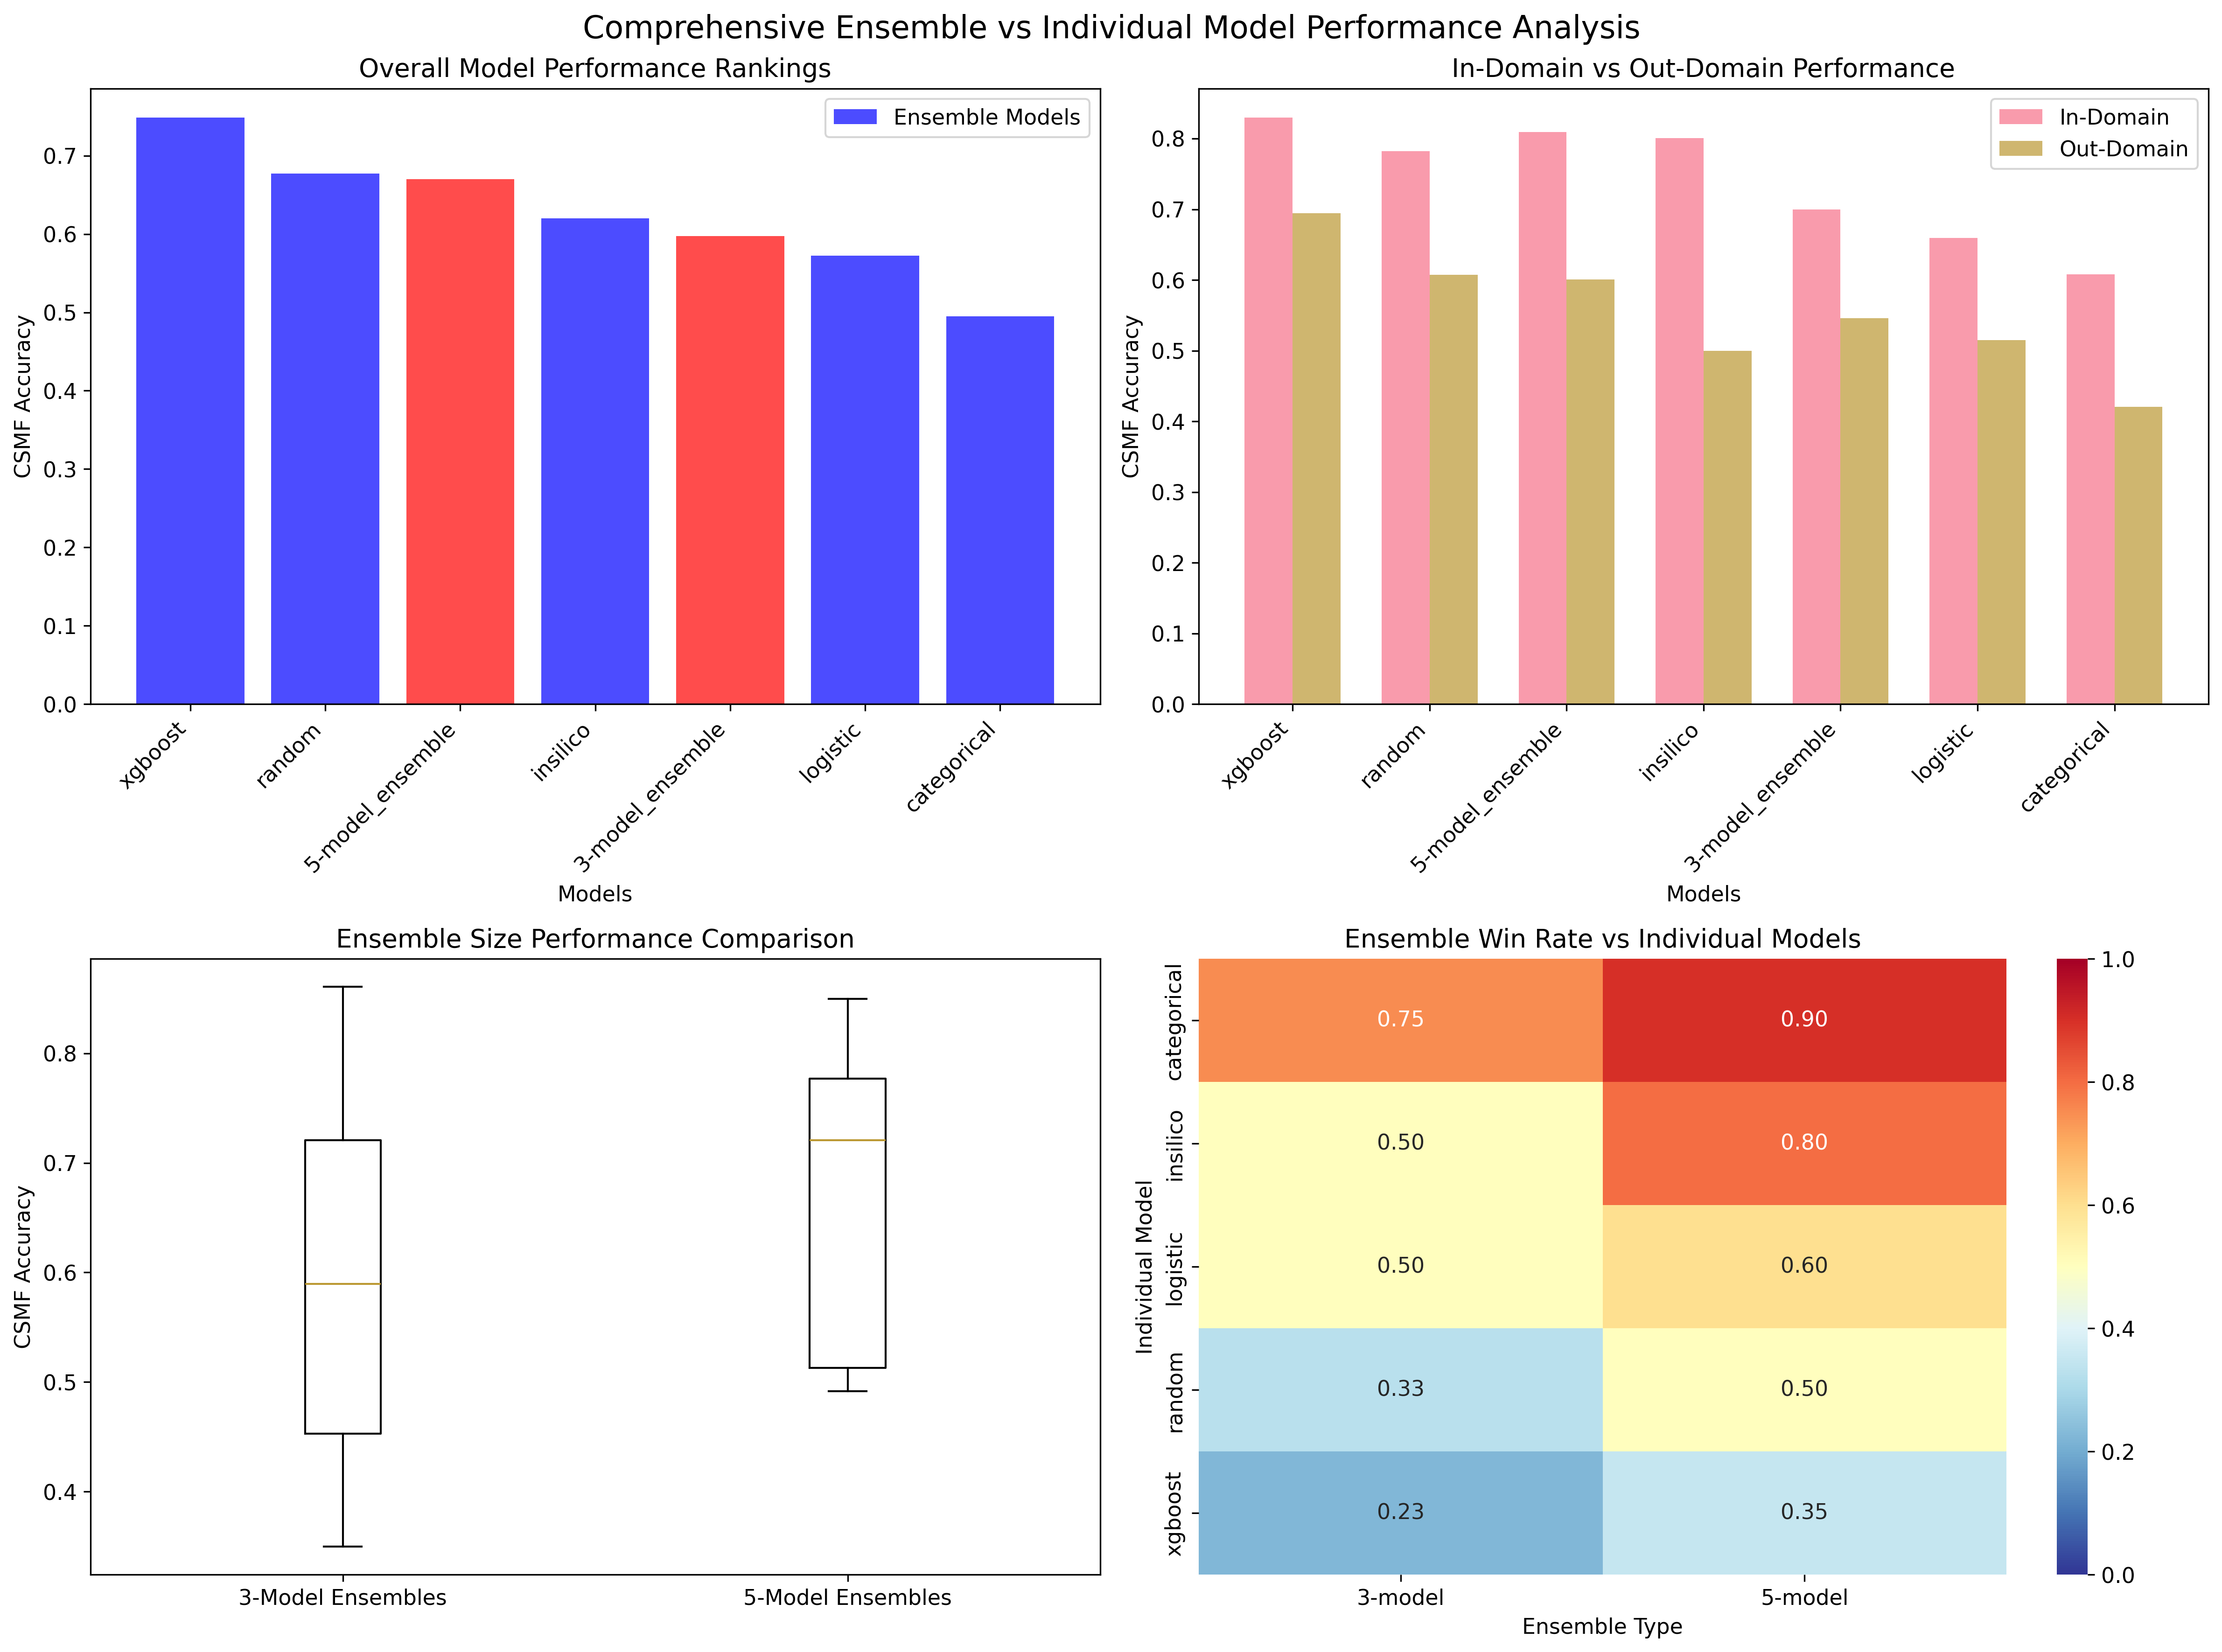 Comprehensive Ensemble vs Individual Model Performance Analysis
Overall Model Performance Rankings
Ensemble Models
CSMF Accuracy
0.7
0.6
0.5
0.4
0.3
0.2
0.1
0.0
xgboost
random
5-model_ensemble
insilico
3-model_ensemble
logistic
categorical
Models
In-Domain vs Out-Domain Performance
In-Domain
Out-Domain
CSMF Accuracy
0.8
0.7
0.6
0.5
0.4
0.3
0.2
0.1
0.0
xgboost
random
5-model_ensemble
insilico
3-model_ensemble
logistic
categorical
Models
Ensemble Size Performance Comparison
CSMF Accuracy
0.8
0.7
0.6
0.5
0.4
3-Model Ensembles
5-Model Ensembles
Ensemble Win Rate vs Individual Models
Individual Model
categorical
0.75
0.90
insilico
0.50
0.80
logistic
0.50
0.60
random
0.33
0.50
xgboost
0.23
0.35
3-model
5-model
Ensemble Type
1.0
0.8
0.6
0.4
0.2
0.0